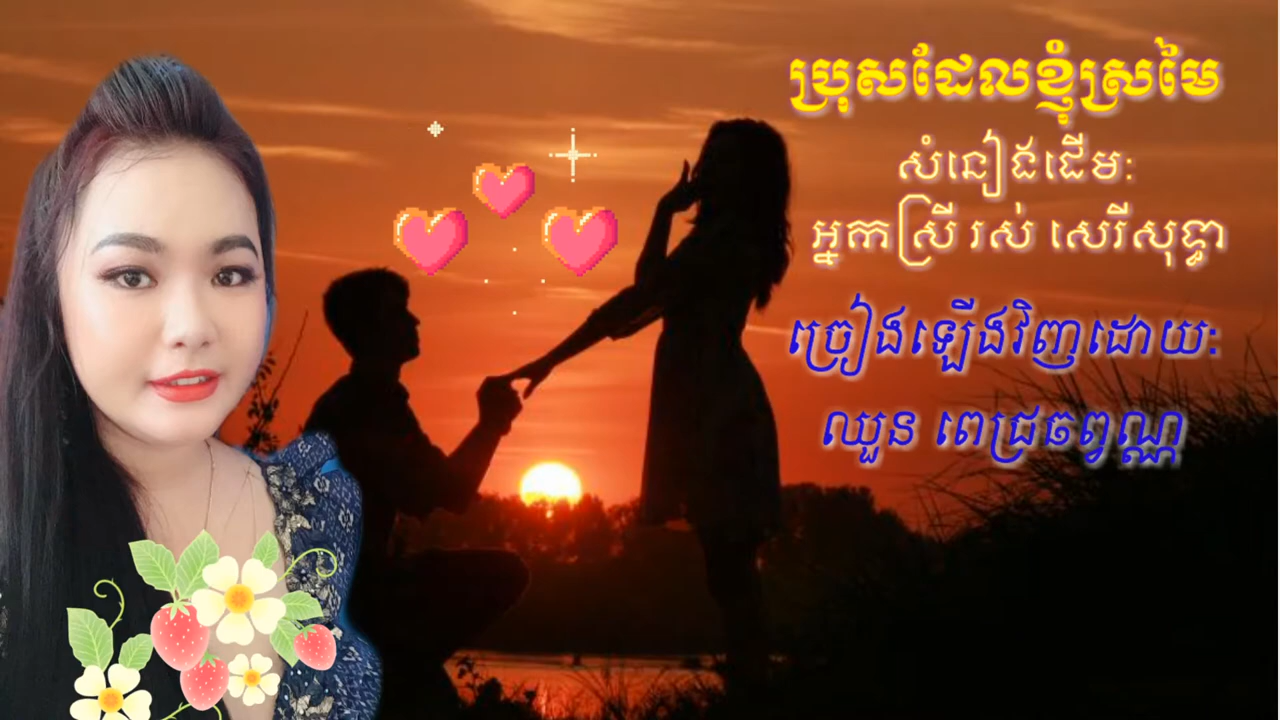 ប្រុសដែលខ្ញុំស្រមៃ
សំនៀងដើម:
អ្នកស្រី រស់ សេរីសុទ្ធា
ច្រៀងឡើងវិញដោយ:
ឈួន ពេជ្រឆព្វណ្ណ